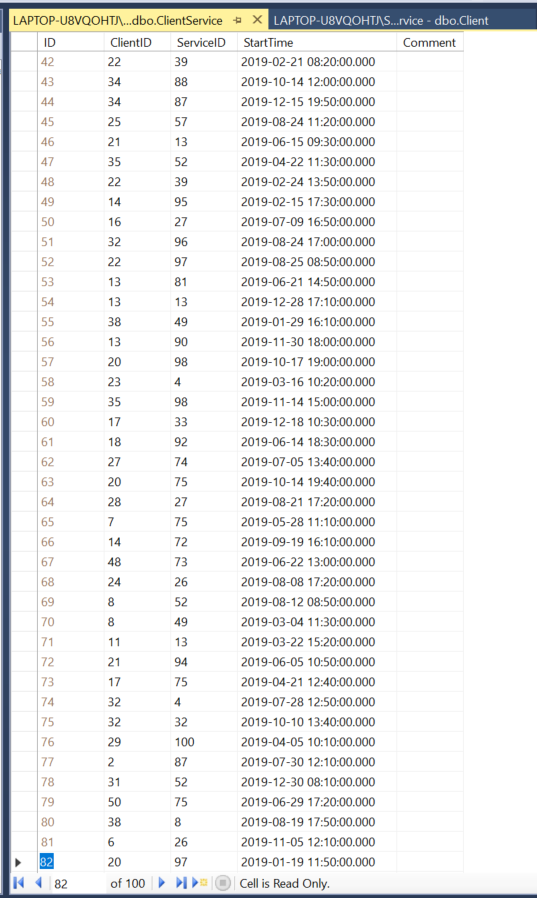 LAPTOP-U8VQOHTJ\...dbo.ClientService LAPTOP-U8VQOHTJ\S...rvice - dbo.Client
ID ClientID ServiceID StartTime Comment
42 22 39 2019-02-21 08:20:00.000
43 34 88 2019-10-14 12:00:00.000
44 34 87 2019-12-15 19:50:00.000
45 25 57 2019-08-24 11:20:00.000
46 21 13 2019-06-15 09:30:00.000
47 35 52 2019-04-22 11:30:00.000
48 22 39 2019-02-24 13:50:00.000
49 14 95 2019-02-15 17:30:00.000
50 16 27 2019-07-09 16:50:00.000
51 32 96 2019-08-24 17:00:00.000
52 22 97 2019-08-25 08:50:00.000
53 13 81 2019-06-21 14:50:00.000
54 13 13 2019-12-28 17:10:00.000
55 38 49 2019-01-29 16:10:00.000
56 13 90 2019-11-30 18:00:00.000
57 20 98 2019-10-17 19:00:00.000
58 23 4 2019-03-16 10:20:00.000
59 35 98 2019-11-14 15:00:00.000
60 17 33 2019-12-18 10:30:00.000
61 18 92 2019-06-14 18:30:00.000
62 27 74 2019-07-05 13:40:00.000
63 20 75 2019-10-14 19:40:00.000
64 28 27 2019-08-21 17:20:00.000
65 7 75 2019-05-28 11:10:00.000
66 14 72 2019-09-19 16:10:00.000
67 48 73 2019-06-22 13:00:00.000
68 24 26 2019-08-08 17:20:00.000
69 8 52 2019-08-12 08:50:00.000
70 8 49 2019-03-04 11:30:00.000
71 11 13 2019-03-22 15:20:00.000
72 21 94 2019-06-05 10:50:00.000
73 17 75 2019-04-21 12:40:00.000
74 32 4 2019-07-28 12:50:00.000
75 32 32 2019-10-10 13:40:00.000
76 29 100 2019-04-05 10:10:00.000
77 2 87 2019-07-30 12:10:00.000
78 31 52 2019-12-30 08:10:00.000
79 50 75 2019-06-29 17:20:00.000
80 38 8 2019-08-19 17:50:00.000
81 6 26 2019-11-05 12:10:00.000
82 20 97 2019-01-19 11:50:00.000
82 of 100 Cell is Read Only.